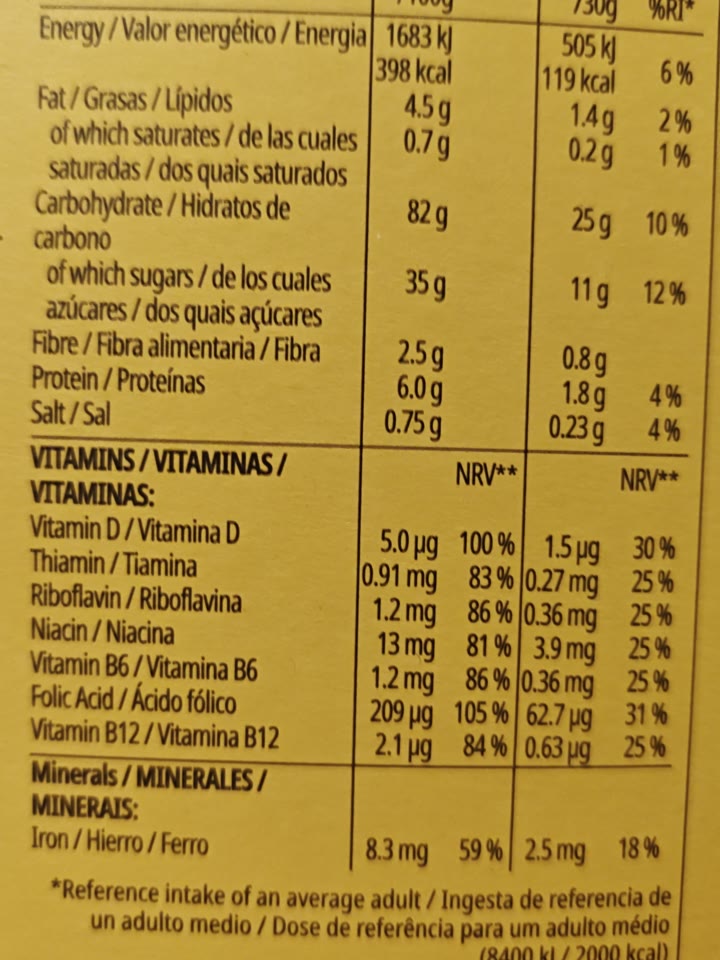 /100g /30g %RI*
Energy / Valor energético / Energia 1683 kJ 505 kJ
398 kcal 119 kcal 6 %
Fat / Grasas / Lípidos 4.5 g 1.4 g 2 %
of which saturates / de las cuales 0.7 g 0.2 g 1 %
saturadas / dos quais saturados
Carbohydrate / Hidratos de 82 g 25 g 10 %
carbono
of which sugars / de los cuales 35 g 11 g 12 %
azúcares / dos quais açúcares
Fibre / Fibra alimentaria / Fibra 2.5 g 0.8 g
Protein / Proteínas 6.0 g 1.8 g 4 %
Salt / Sal 0.75 g 0.23 g 4 %
VITAMINS / VITAMINAS / NRV** NRV**
VITAMINAS:
Vitamin D / Vitamina D 5.0 µg 100 % 1.5 µg 30 %
Thiamin / Tiamina 0.91 mg 83 % 0.27 mg 25 %
Riboflavin / Riboflavina 1.2 mg 86 % 0.36 mg 25 %
Niacin / Niacina 13 mg 81 % 3.9 mg 25 %
Vitamin B6 / Vitamina B6 1.2 mg 86 % 0.36 mg 25 %
Folic Acid / Ácido fólico 209 µg 105 % 62.7 µg 31 %
Vitamin B12 / Vitamina B12 2.1 µg 84 % 0.63 µg 25 %
Minerals / MINERALES /
MINERAIS:
Iron / Hierro / Ferro 8.3 mg 59 % 2.5 mg 18 %
*Reference intake of an average adult / Ingesta de referencia de
un adulto medio / Dose de referência para um adulto médio
(8400 kJ / 2000 kcal)